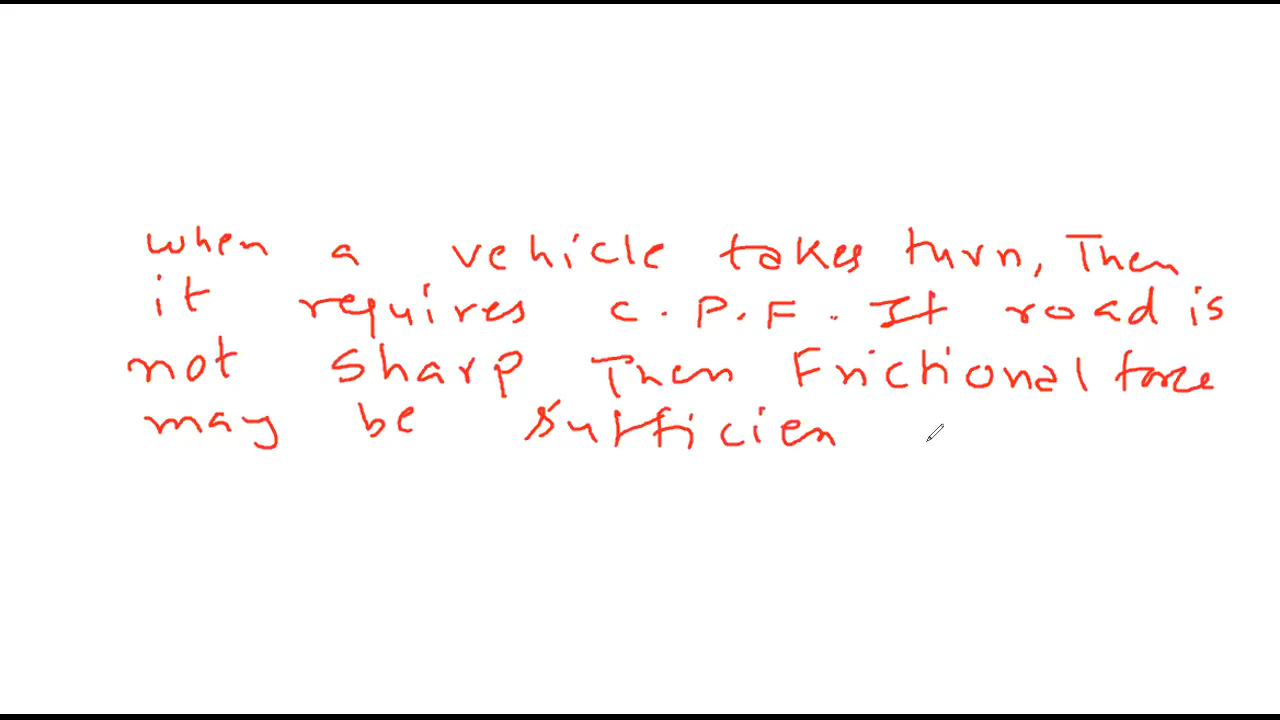 when a vehicle takes turn, Then
it requires C.P.F. If road is
not sharp Then Frictional force
may be sufficien